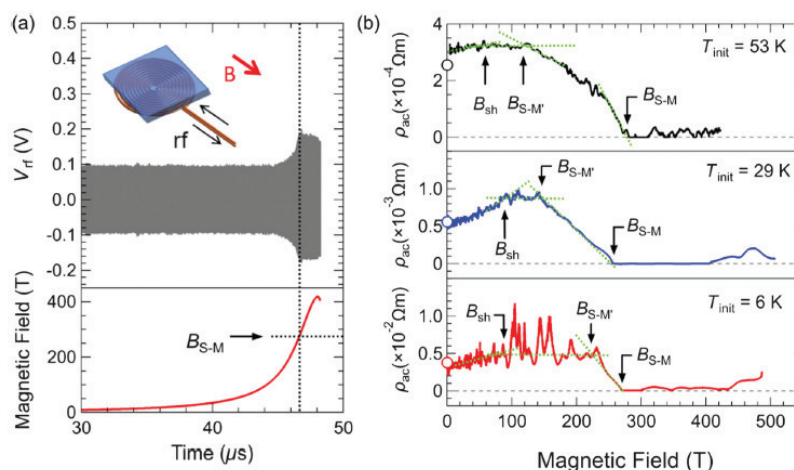 (a)
0.5
0.4
0.3
0.2
0.1
0.0
-0.1
-0.2
V_rf (V)
B
rf
400
200
0
Magnetic Field (T)
B_S-M
30 40 50
Time (µs)
(b)
4
2
0
ρ_ac(×10⁻⁴ Ωm)
T_init = 53 K
B_sh
B_S-M'
B_S-M
1.0
0.5
0
ρ_ac(×10⁻³ Ωm)
T_init = 29 K
B_S-M'
B_S-M
B_sh
1.0
0.5
0
ρ_ac(×10⁻² Ωm)
T_init = 6 K
B_sh
B_S-M'
B_S-M
0 100 200 300 400 500
Magnetic Field (T)